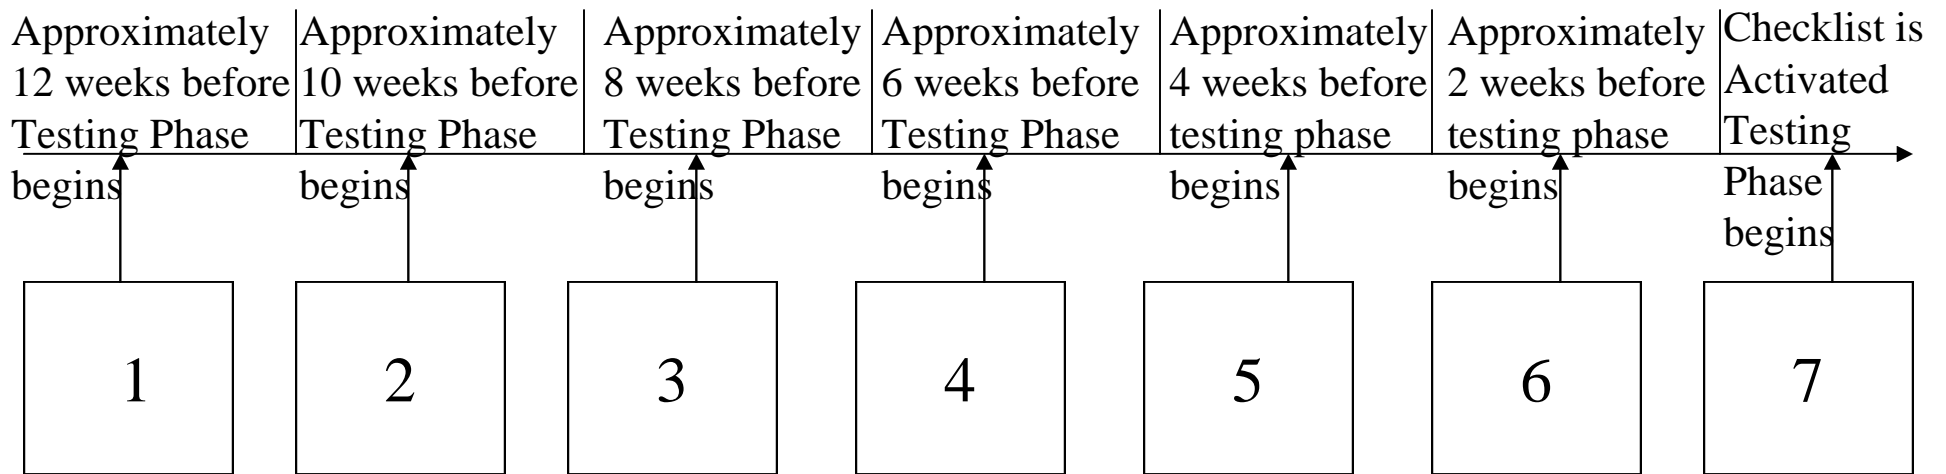 Approximately
12 weeks before
Testing Phase
begins
Approximately
10 weeks before
Testing Phase
begins
Approximately
8 weeks before
Testing Phase
begins
Approximately
6 weeks before
Testing Phase
begins
Approximately
4 weeks before
testing phase
begins
Approximately
2 weeks before
testing phase
begins
Checklist is
Activated
Testing
Phase
begins
1
2
3
4
5
6
7